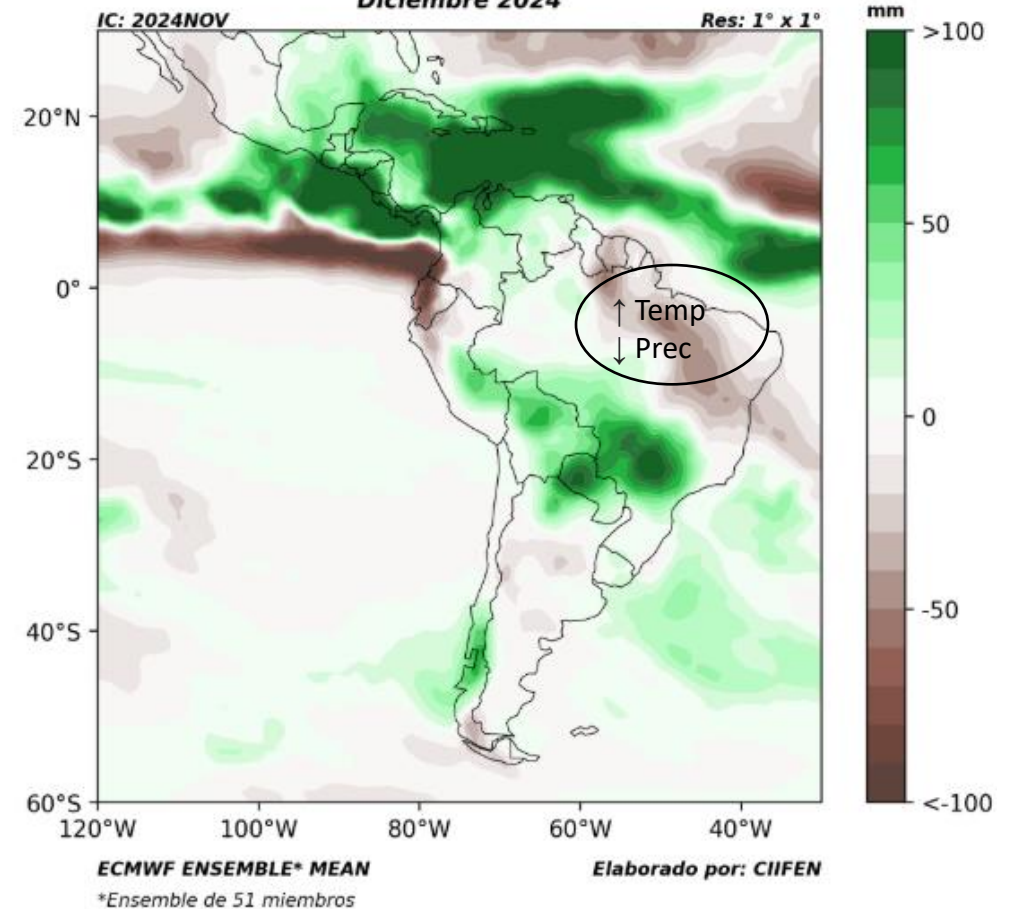 Diciembre 2024
IC: 2024NOV
Res: 1° x 1°
mm
>100
50
0
-50
<-100
20°N
0°
20°S
40°S
60°S
↑ Temp
↓ Prec
120°W
100°W
80°W
60°W
40°W
ECMWF ENSEMBLE* MEAN
Elaborado por: CIIFEN
*Ensemble de 51 miembros